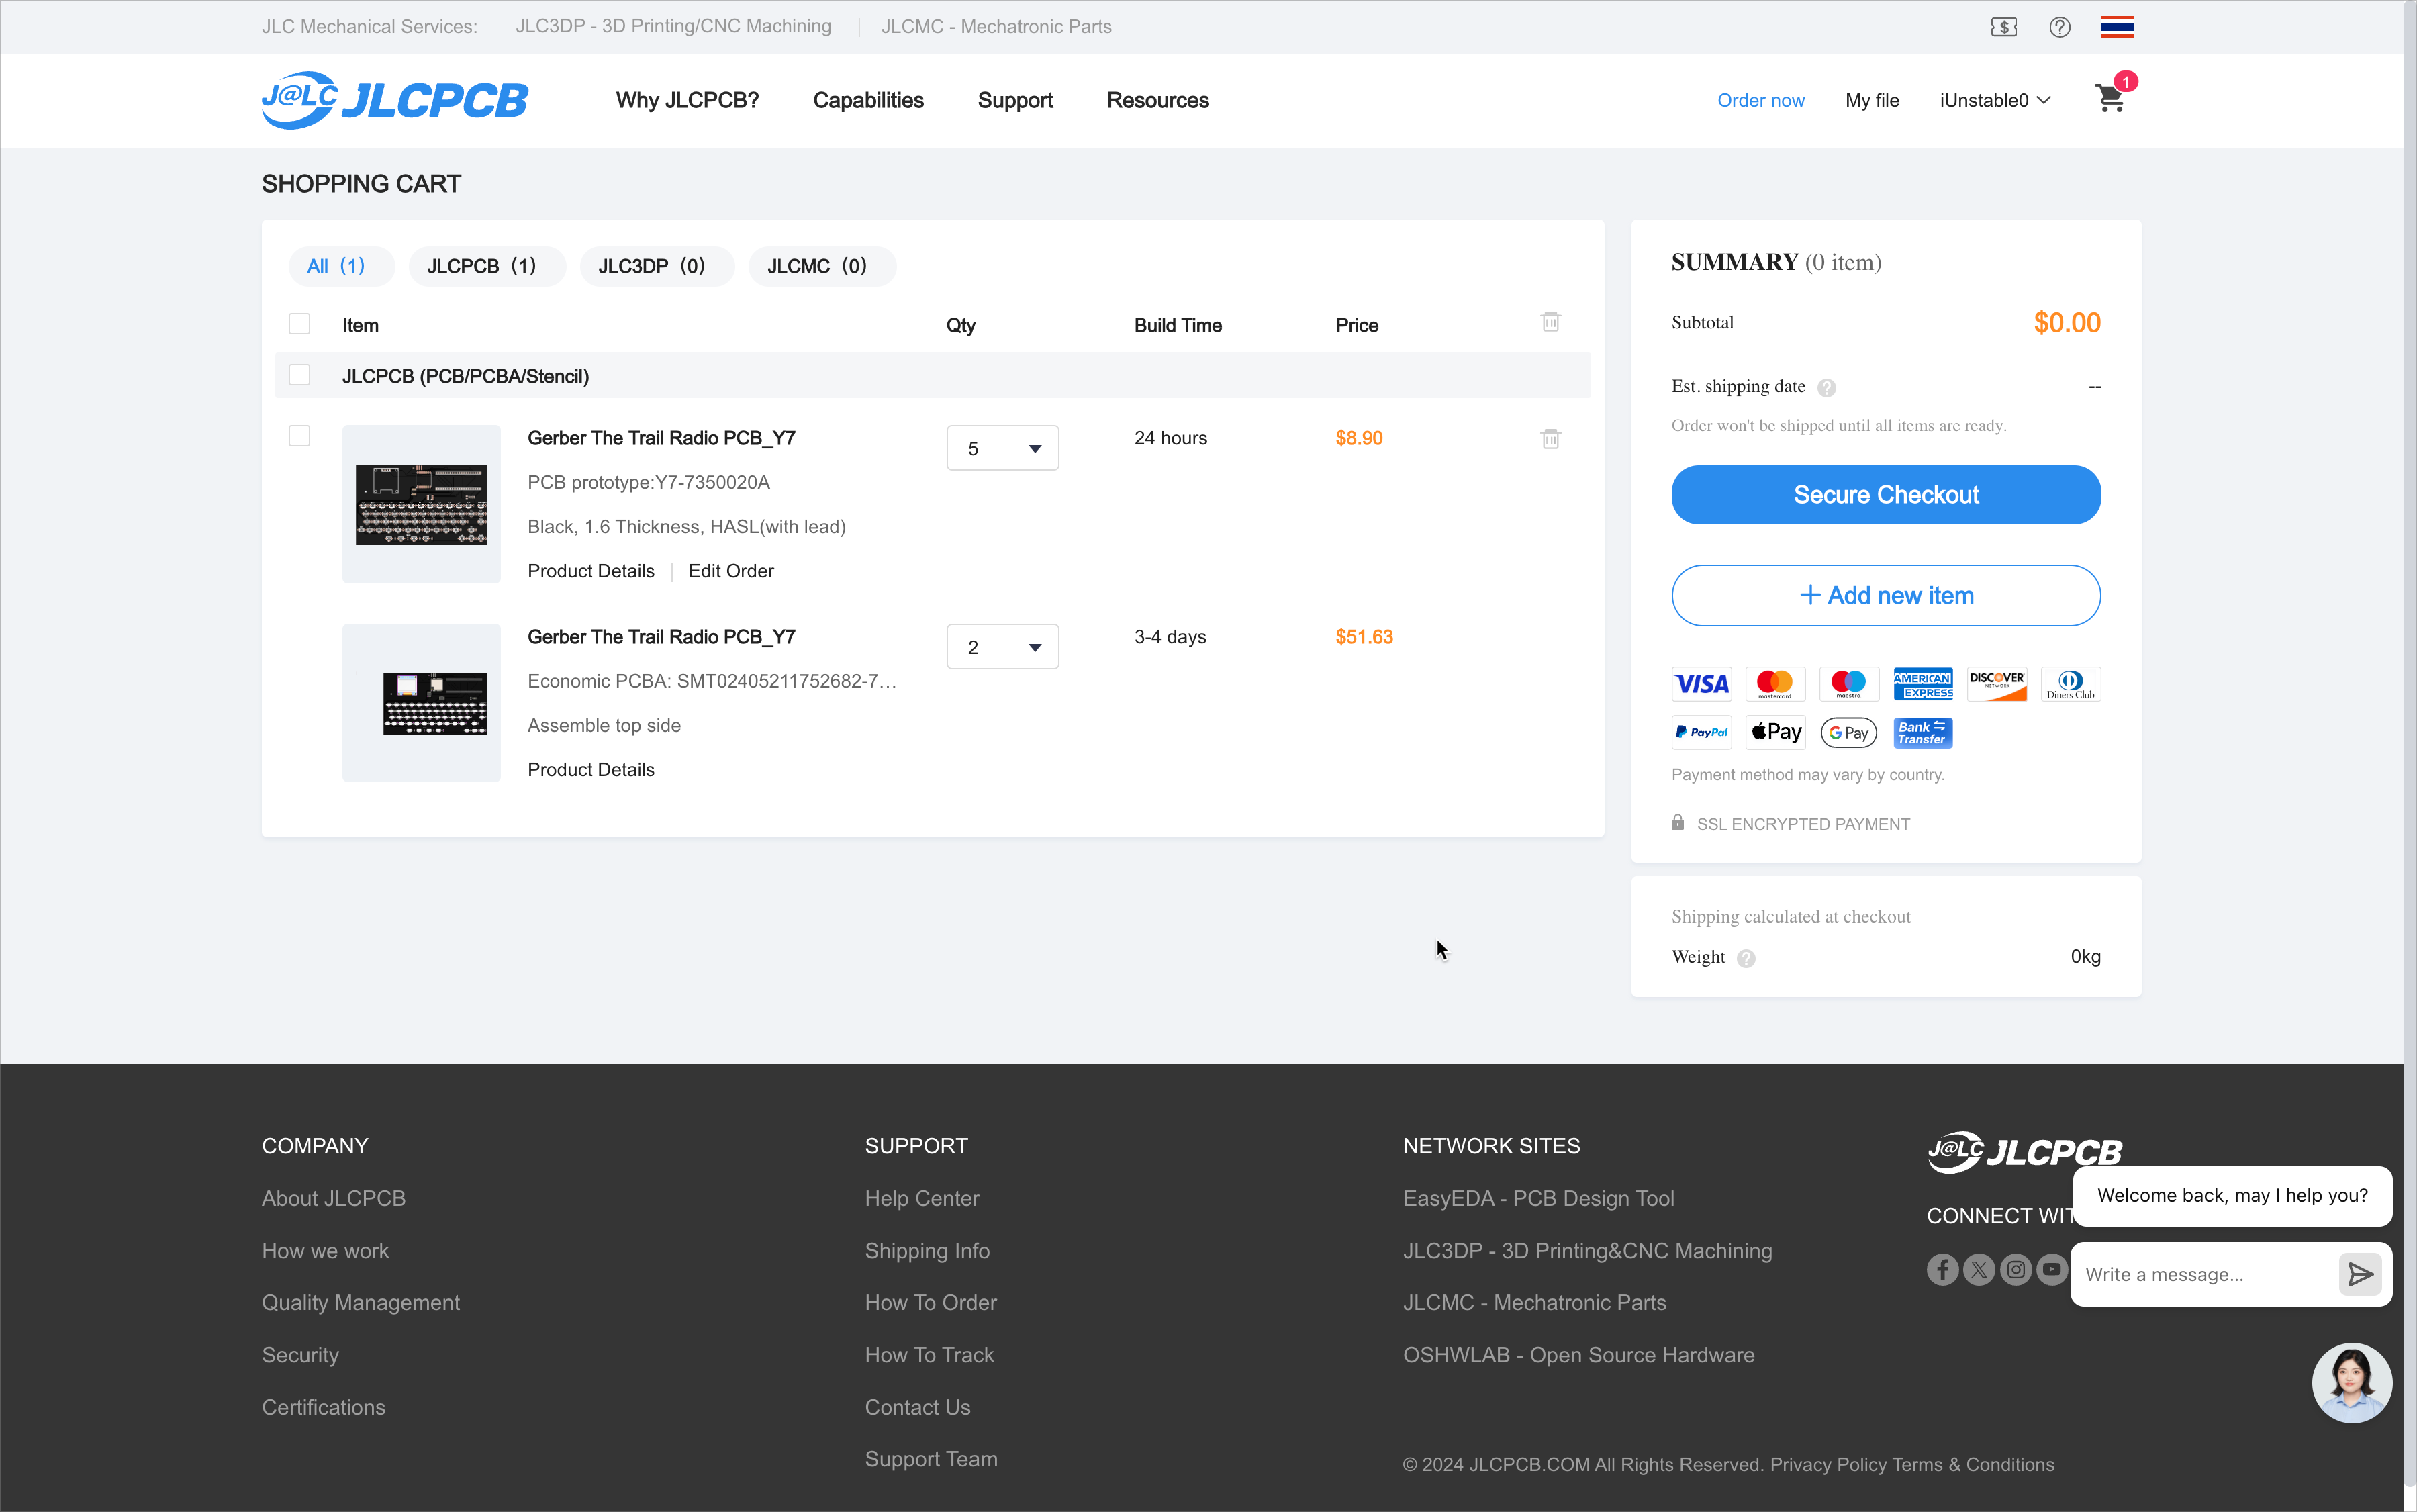 JLC Mechanical Services: JLC3DP - 3D Printing/CNC Machining JLCMC - Mechatronic Parts
J@LC JLCPCB Why JLCPCB? Capabilities Support Resources Order now My file iUnstable0 1
SHOPPING CART
All (1) JLCPCB (1) JLC3DP (0) JLCMC (0)
Item Qty Build Time Price
JLCPCB (PCB/PCBA/Stencil)
Gerber The Trail Radio PCB_Y7 5 24 hours $8.90
PCB prototype:Y7-7350020A
Black, 1.6 Thickness, HASL(with lead)
Product Details Edit Order
Gerber The Trail Radio PCB_Y7 2 3-4 days $51.63
Economic PCBA: SMT02405211752682-7...
Assemble top side
Product Details
SUMMARY (0 item)
Subtotal $0.00
Est. shipping date ? --
Order won't be shipped until all items are ready.
Secure Checkout
+ Add new item
VISA mastercard maestro AMERICAN EXPRESS DISCOVER NETWORK Diners Club
PayPal Pay G Pay Bank Transfer
Payment method may vary by country.
SSL ENCRYPTED PAYMENT
Shipping calculated at checkout
Weight ? 0kg
COMPANY
About JLCPCB
How we work
Quality Management
Security
Certifications
SUPPORT
Help Center
Shipping Info
How To Order
How To Track
Contact Us
Support Team
NETWORK SITES
EasyEDA - PCB Design Tool
JLC3DP - 3D Printing&CNC Machining
JLCMC - Mechatronic Parts
OSHWLAB - Open Source Hardware
J@LC JLCPCB
CONNECT WIT
Welcome back, may I help you?
Write a message...
© 2024 JLCPCB.COM All Rights Reserved. Privacy Policy Terms & Conditions